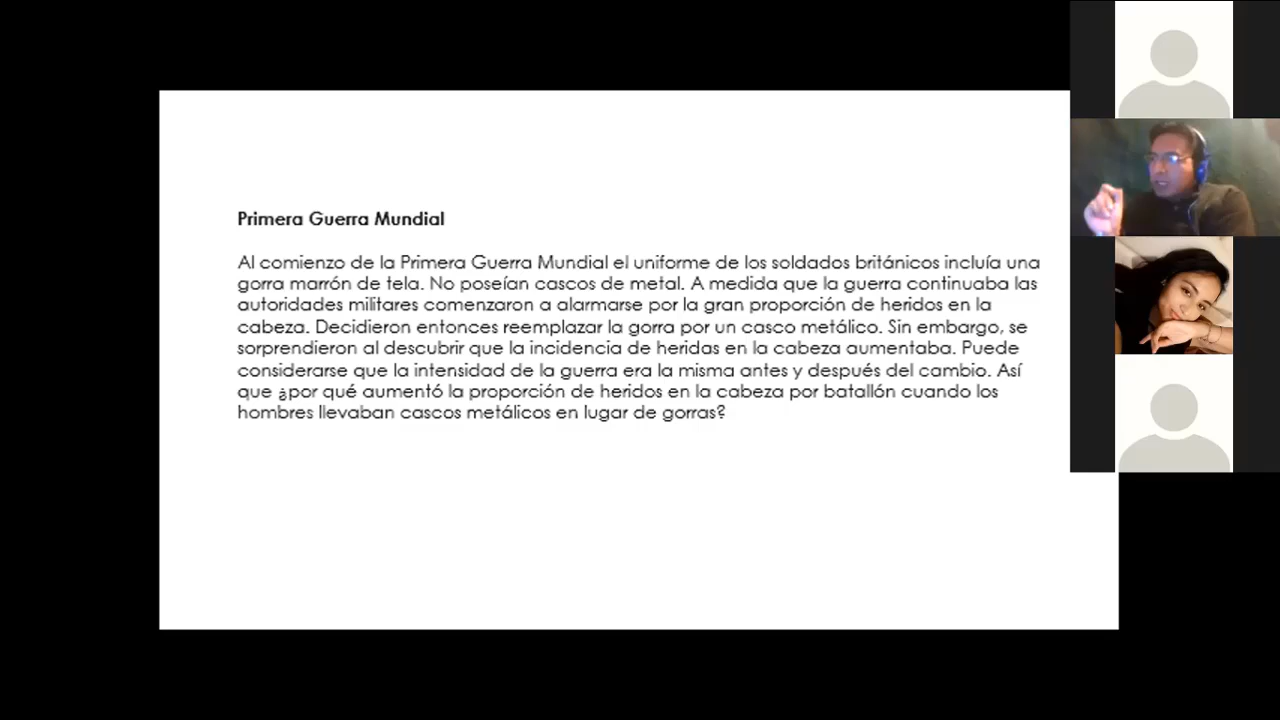 Primera Guerra Mundial
Al comienzo de la Primera Guerra Mundial el uniforme de los soldados británicos incluía una
gorra marrón de tela. No poseían cascos de metal. A medida que la guerra continuaba las
autoridades militares comenzaron a alarmarse por la gran proporción de heridos en la
cabeza. Decidieron entonces reemplazar la gorra por un casco metálico. Sin embargo, se
sorprendieron al descubrir que la incidencia de heridas en la cabeza aumentaba. Puede
considerarse que la intensidad de la guerra era la misma antes y después del cambio. Así
que ¿por qué aumentó la proporción de heridos en la cabeza por batallón cuando los
hombres llevaban cascos metálicos en lugar de gorras?